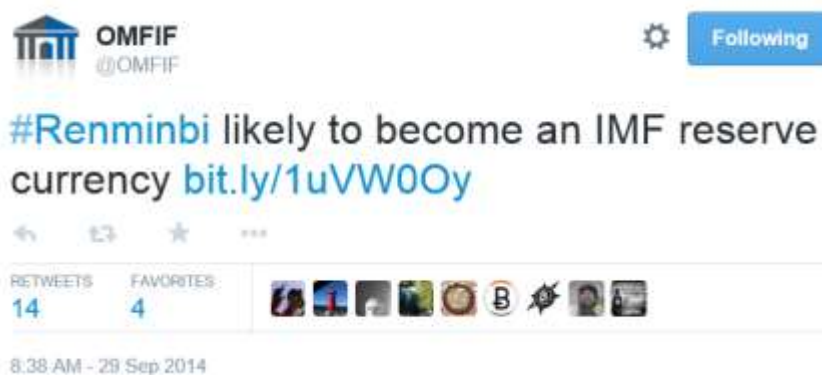 OMFIF
@OMFIF
Following
#Renminbi likely to become an IMF reserve
currency bit.ly/1uVW0Oy
RETWEETS FAVORITES
14 4
8:38 AM - 29 Sep 2014